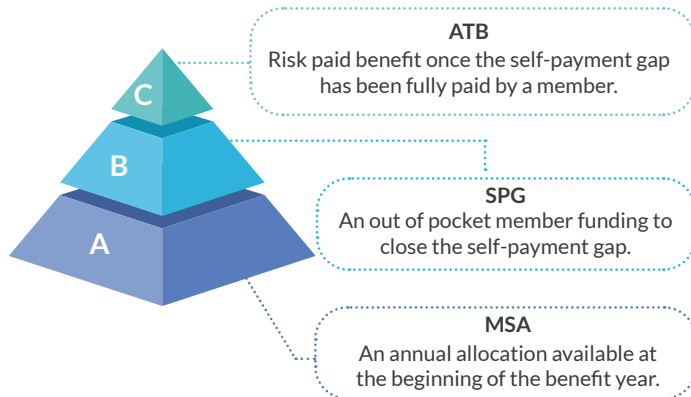 ATB
Risk paid benefit once the self-payment gap
has been fully paid by a member.
C
B
SPG
An out of pocket member funding to
close the self-payment gap.
A
MSA
An annual allocation available at
the beginning of the benefit year.